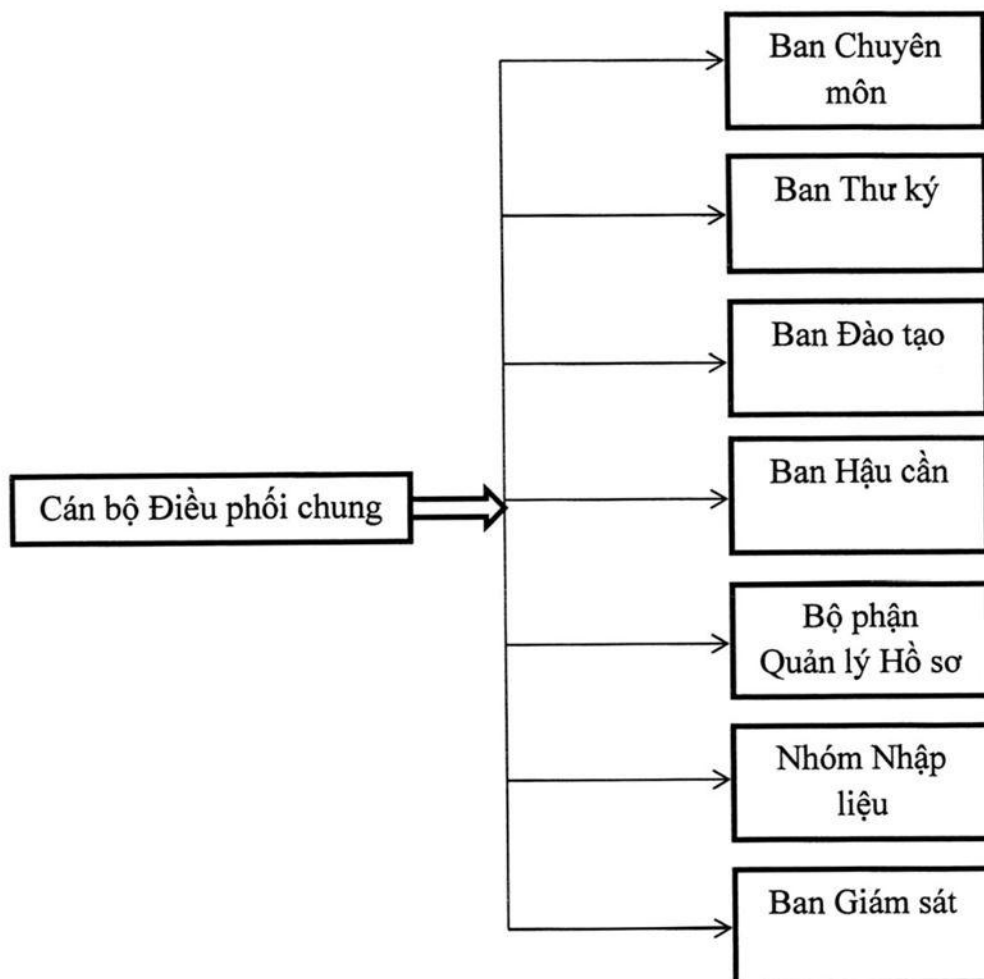 Ban Chuyên
môn
Ban Thư ký
Ban Đào tạo
Ban Hậu cần
Cán bộ Điều phối chung
Bộ phận
Quản lý Hồ sơ
Nhóm Nhập
liệu
Ban Giám sát